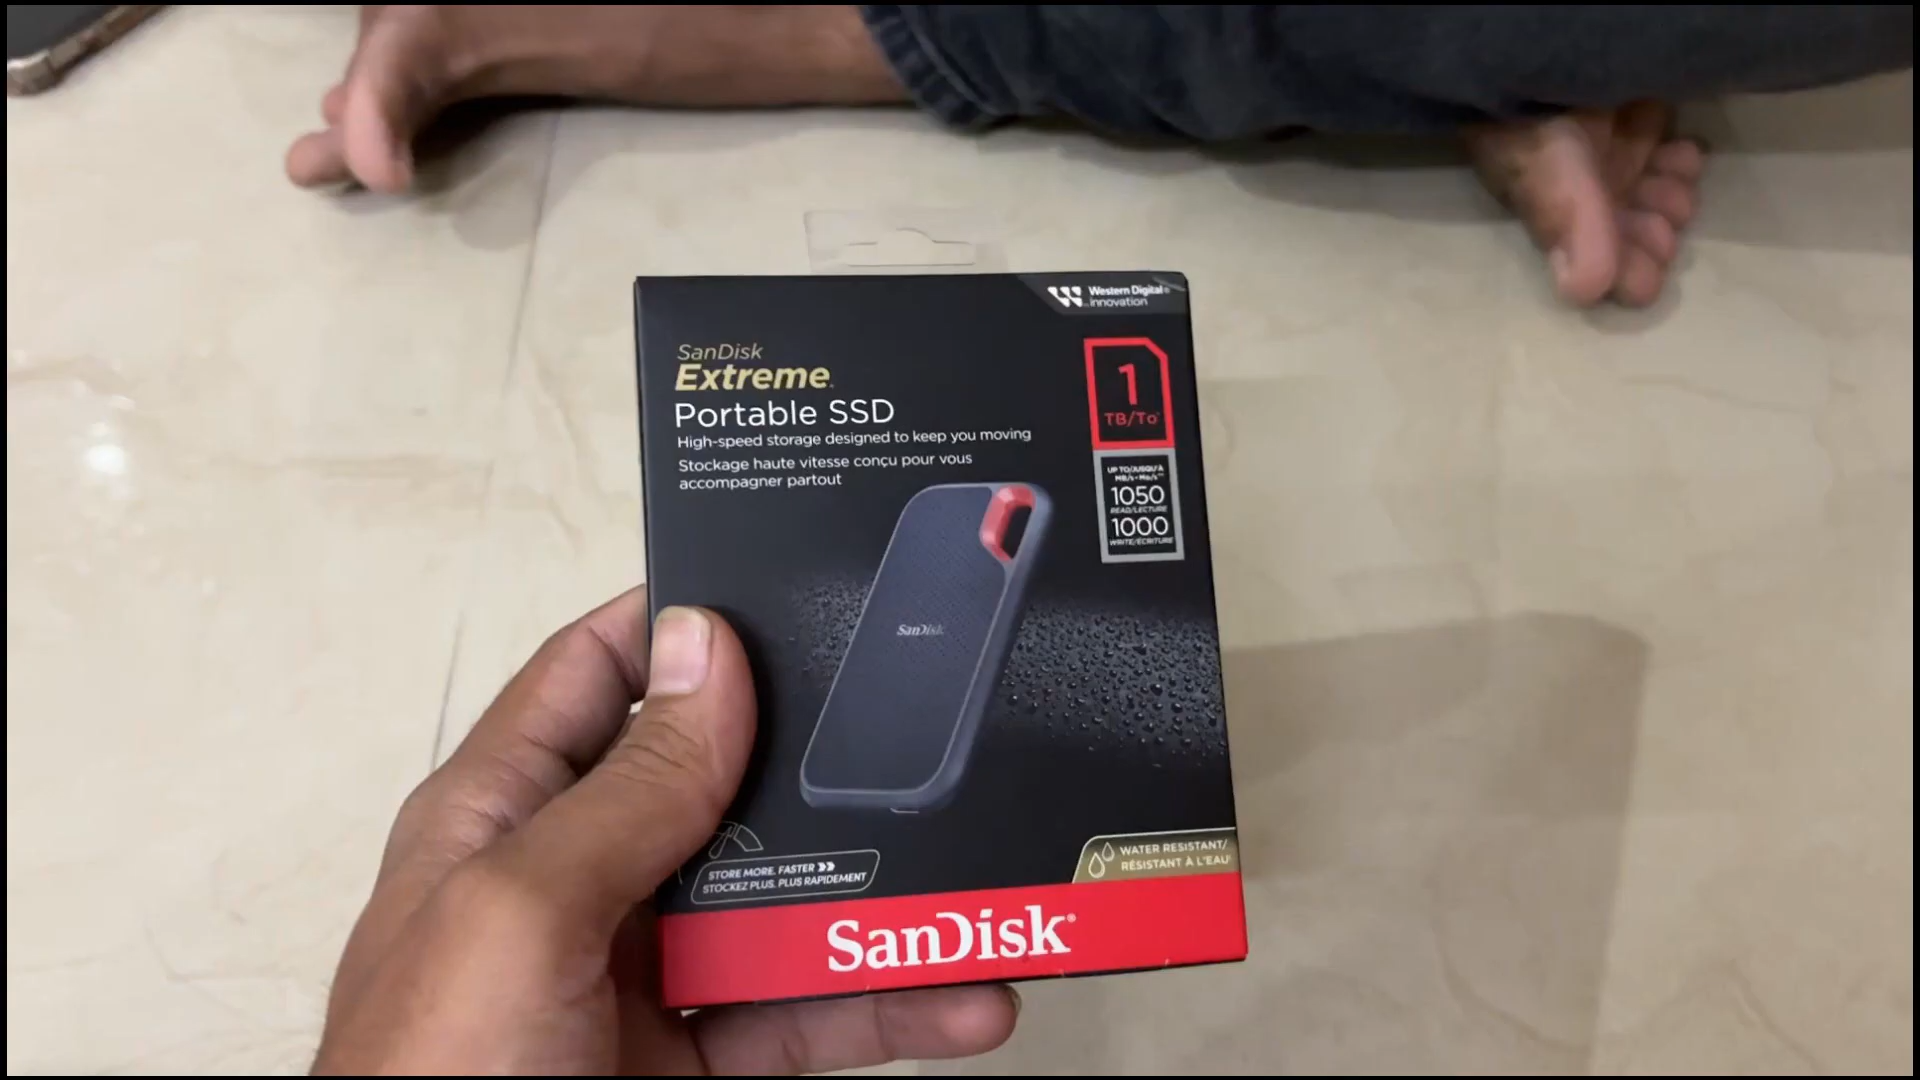 Western Digital®
innovation
SanDisk
Extreme
Portable SSD
High-speed storage designed to keep you moving
Stockage haute vitesse conçu pour vous
accompagner partout
1
TB/To
UP TO/JUSQU'À
MB/s • Mo/s
1050
READ/LECTURE
1000
WRITE/ÉCRITURE
SanDisk
STORE MORE. FASTER
STOCKEZ PLUS. PLUS RAPIDEMENT
WATER RESISTANT/
RÉSISTANT À L'EAU
SanDisk®